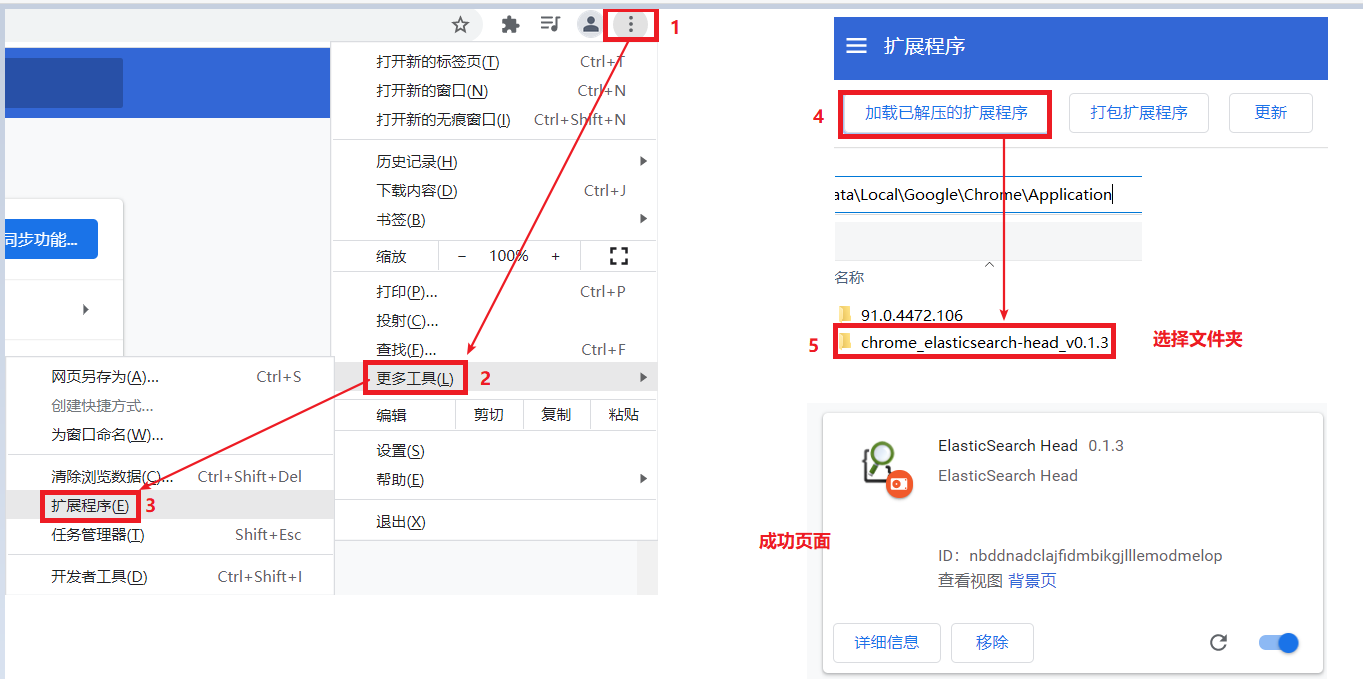 1
打开新的标签页(T) Ctrl+T
打开新的窗口(N) Ctrl+N
打开新的无痕窗口(I) Ctrl+Shift+N
历史记录(H)
下载内容(D) Ctrl+J
书签(B)
缩放 − 100% +
打印(P)... Ctrl+P
投射(C)...
查找(F)... Ctrl+F
更多工具(L) 2
编辑 剪切 复制 粘贴
设置(S)
帮助(E)
退出(X)
同步功能...
网页另存为(A)... Ctrl+S
创建快捷方式...
为窗口命名(W)...
清除浏览数据(C)... Ctrl+Shift+Del
扩展程序(E) 3
任务管理器(T) Shift+Esc
开发者工具(D) Ctrl+Shift+I
扩展程序
4 加载已解压的扩展程序 打包扩展程序 更新
ata\Local\Google\Chrome\Application
名称
91.0.4472.106
5 chrome_elasticsearch-head_v0.1.3 选择文件夹
ElasticSearch Head 0.1.3
ElasticSearch Head
成功页面
ID：nbddnadclajfidmbikgjlllemodmelop
查看视图 背景页
详细信息 移除